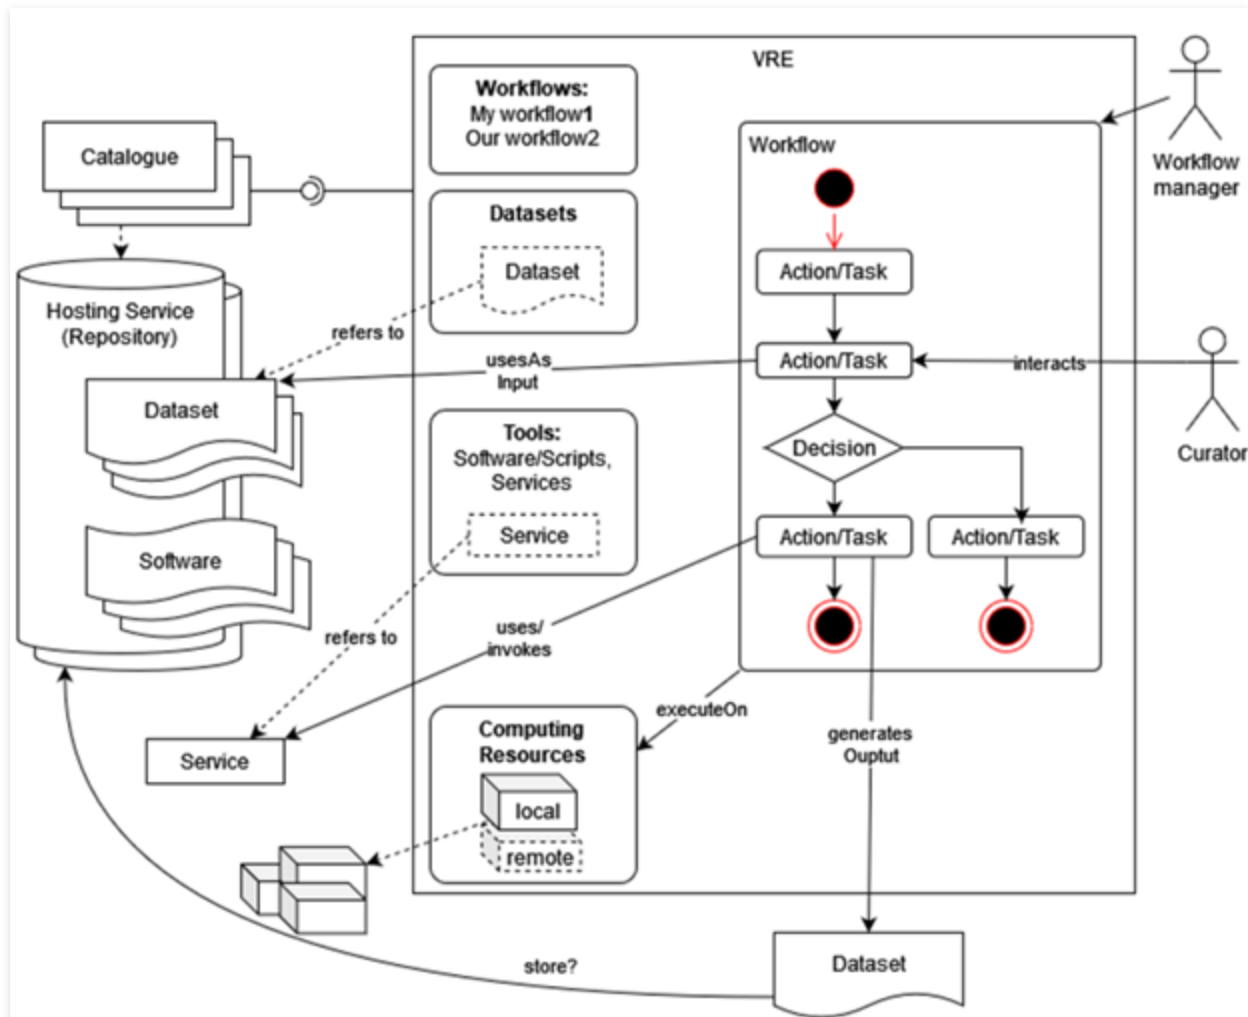 VRE
Workflows:
My workflow1
Our workflow2
Workflow
manager
Catalogue
Workflow
Datasets
Dataset
Action/Task
Hosting Service
(Repository)
refers to
usesAs
Input
Action/Task
interacts
Dataset
Curator
Tools:
Software/Scripts,
Services
Service
Decision
Action/Task
Action/Task
Software
refers to
uses/
invokes
executeOn
Computing
Resources
local
remote
generates
Ouptut
Service
store?
Dataset